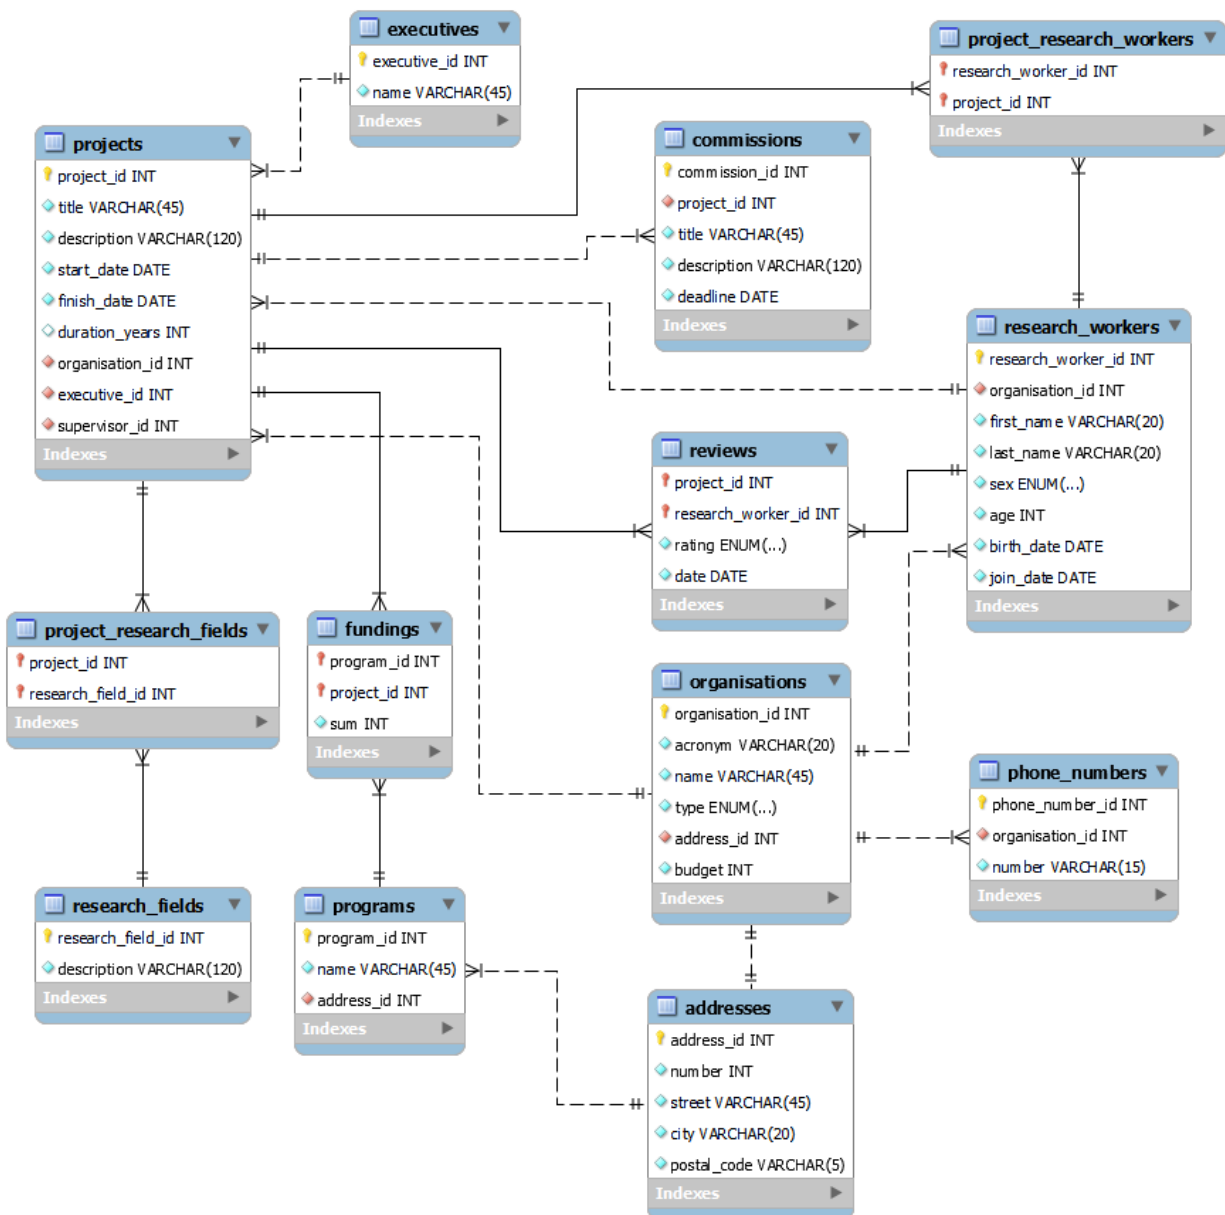 executives
executive_id INT
name VARCHAR(45)
Indexes
project_research_workers
research_worker_id INT
project_id INT
Indexes
projects
project_id INT
title VARCHAR(45)
description VARCHAR(120)
start_date DATE
finish_date DATE
duration_years INT
organisation_id INT
executive_id INT
supervisor_id INT
Indexes
commissions
commission_id INT
project_id INT
title VARCHAR(45)
description VARCHAR(120)
deadline DATE
Indexes
research_workers
research_worker_id INT
organisation_id INT
first_name VARCHAR(20)
last_name VARCHAR(20)
sex ENUM(...)
age INT
birth_date DATE
join_date DATE
Indexes
reviews
project_id INT
research_worker_id INT
rating ENUM(...)
date DATE
Indexes
project_research_fields
project_id INT
research_field_id INT
Indexes
fundings
program_id INT
project_id INT
sum INT
Indexes
organisations
organisation_id INT
acronym VARCHAR(20)
name VARCHAR(45)
type ENUM(...)
address_id INT
budget INT
Indexes
phone_numbers
phone_number_id INT
organisation_id INT
number VARCHAR(15)
Indexes
research_fields
research_field_id INT
description VARCHAR(120)
Indexes
programs
program_id INT
name VARCHAR(45)
address_id INT
Indexes
addresses
address_id INT
number INT
street VARCHAR(45)
city VARCHAR(20)
postal_code VARCHAR(5)
Indexes